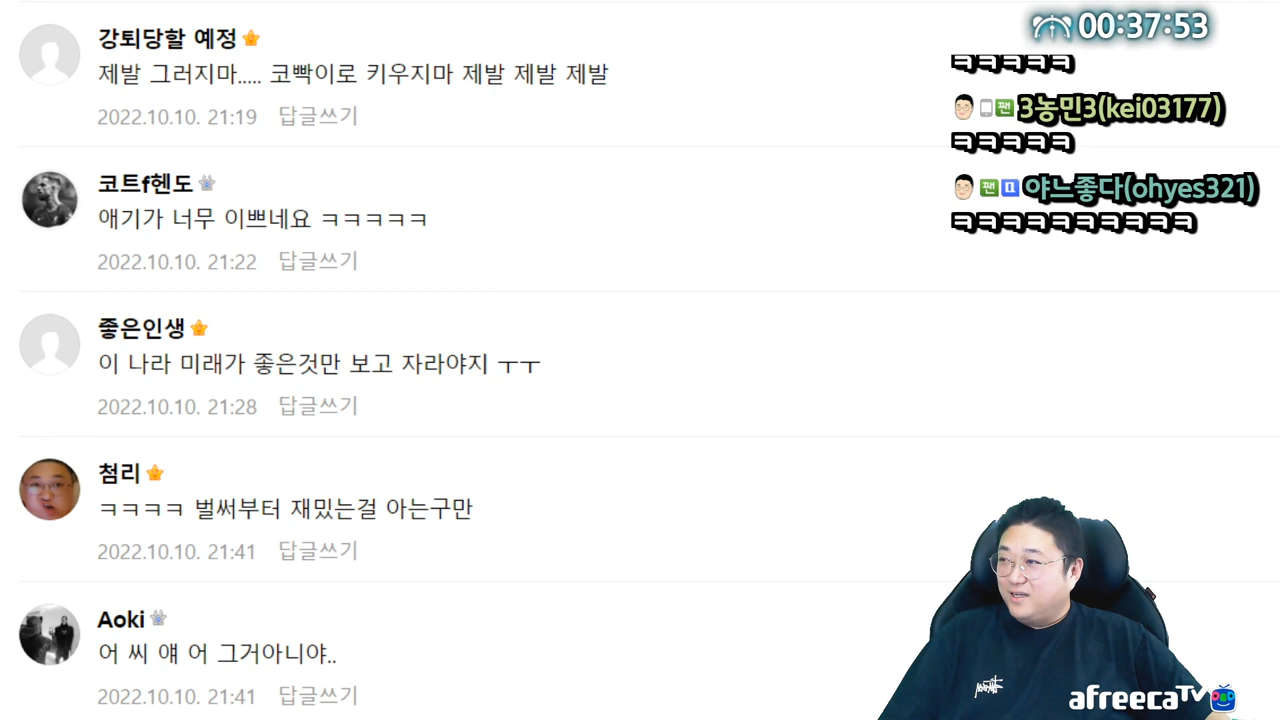 강퇴당할 예정
제발 그러지마..... 코빡이로 키우지마 제발 제발 제발
2022.10.10. 21:19 답글쓰기
코트f헨도
애기가 너무 이쁘네요 ㅋㅋㅋㅋㅋ
2022.10.10. 21:22 답글쓰기
좋은인생
이 나라 미래가 좋은것만 보고 자라야지 ㅜㅜ
2022.10.10. 21:28 답글쓰기
첨리
ㅋㅋㅋㅋ 벌써부터 재밌는걸 아는구만
2022.10.10. 21:41 답글쓰기
Aoki
어 씨 얘 어 그거아니야..
2022.10.10. 21:41 답글쓰기
00:37:53
ㅋㅋㅋㅋㅋ
팬 3농민3(kei03177)
ㅋㅋㅋㅋㅋ
팬 야느좋다(ohyes321)
ㅋㅋㅋㅋㅋㅋㅋㅋㅋㅋ
afreecaTV